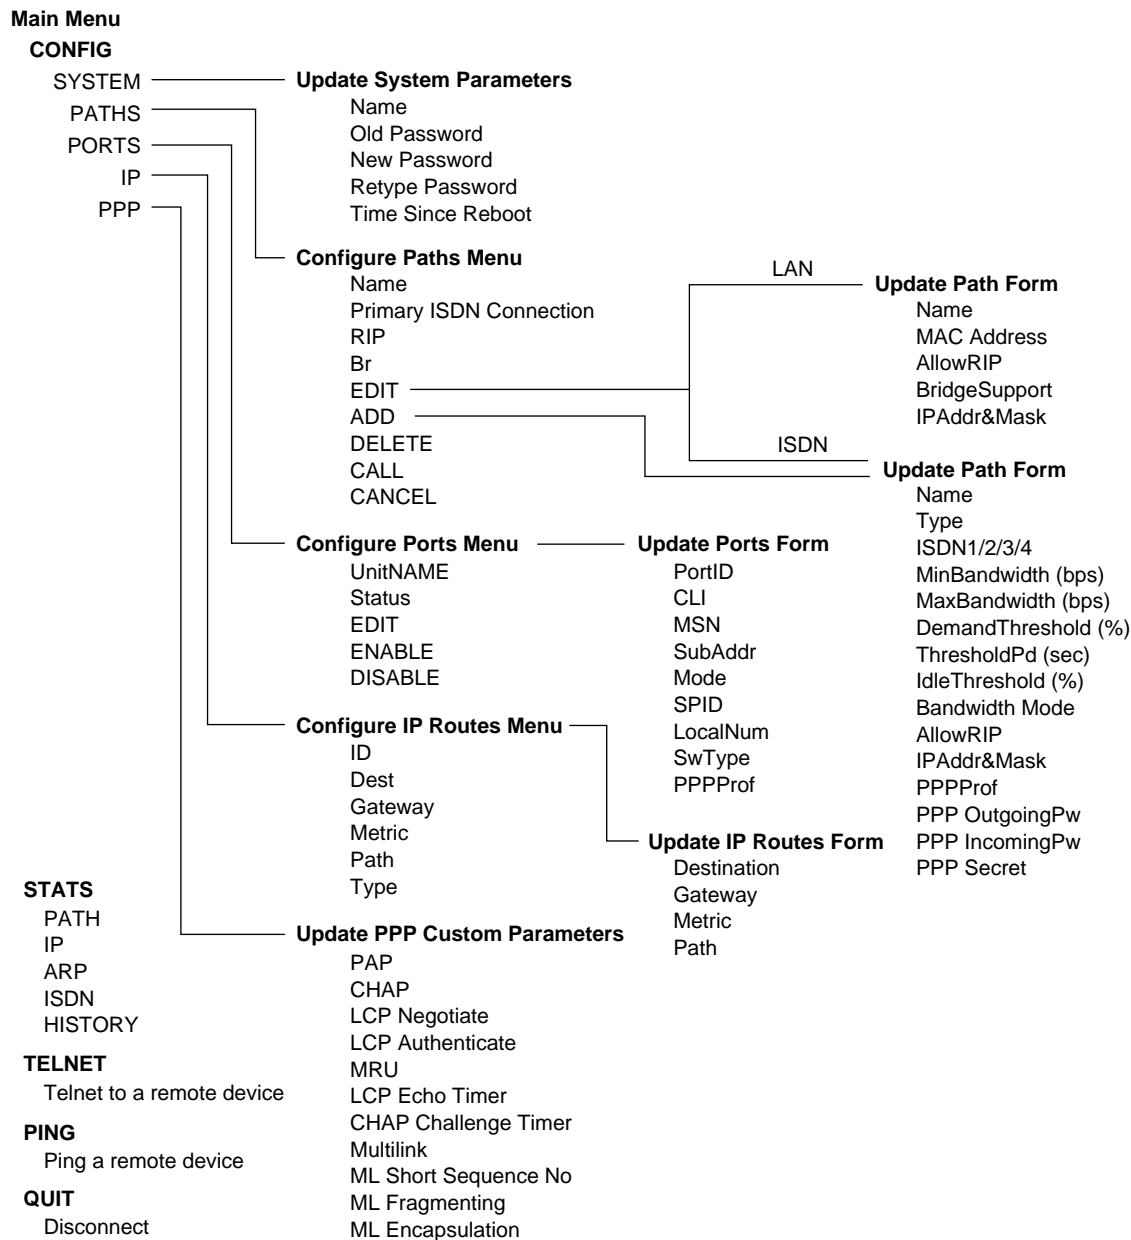 Main Menu
CONFIG
SYSTEM
PATHS
PORTS
IP
PPP
Update System Parameters
Name
Old Password
New Password
Retype Password
Time Since Reboot
Configure Paths Menu
Name
Primary ISDN Connection
RIP
Br
EDIT
ADD
DELETE
CALL
CANCEL
LAN
Update Path Form
Name
MAC Address
AllowRIP
BridgeSupport
IPAddr&Mask
ISDN
Update Path Form
Name
Type
ISDN1/2/3/4
MinBandwidth (bps)
MaxBandwidth (bps)
DemandThreshold (%)
ThresholdPd (sec)
IdleThreshold (%)
Bandwidth Mode
AllowRIP
IPAddr&Mask
PPPProf
PPP OutgoingPw
PPP IncomingPw
PPP Secret
Configure Ports Menu
UnitNAME
Status
EDIT
ENABLE
DISABLE
Update Ports Form
PortID
CLI
MSN
SubAddr
Mode
SPID
LocalNum
SwType
PPPProf
Configure IP Routes Menu
ID
Dest
Gateway
Metric
Path
Type
Update IP Routes Form
Destination
Gateway
Metric
Path
Update PPP Custom Parameters
PAP
CHAP
LCP Negotiate
LCP Authenticate
MRU
LCP Echo Timer
CHAP Challenge Timer
Multilink
ML Short Sequence No
ML Fragmenting
ML Encapsulation
STATS
PATH
IP
ARP
ISDN
HISTORY
TELNET
Telnet to a remote device
PING
Ping a remote device
QUIT
Disconnect